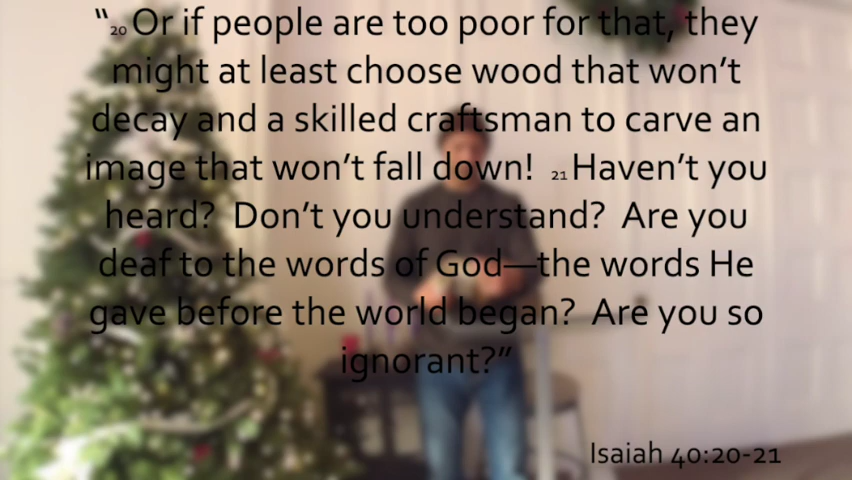 “20 Or if people are too poor for that, they
might at least choose wood that won’t
decay and a skilled craftsman to carve an
image that won’t fall down!  21 Haven’t you
heard?  Don’t you understand?  Are you
deaf to the words of God—the words He
gave before the world began?  Are you so
ignorant?”
Isaiah 40:20-21